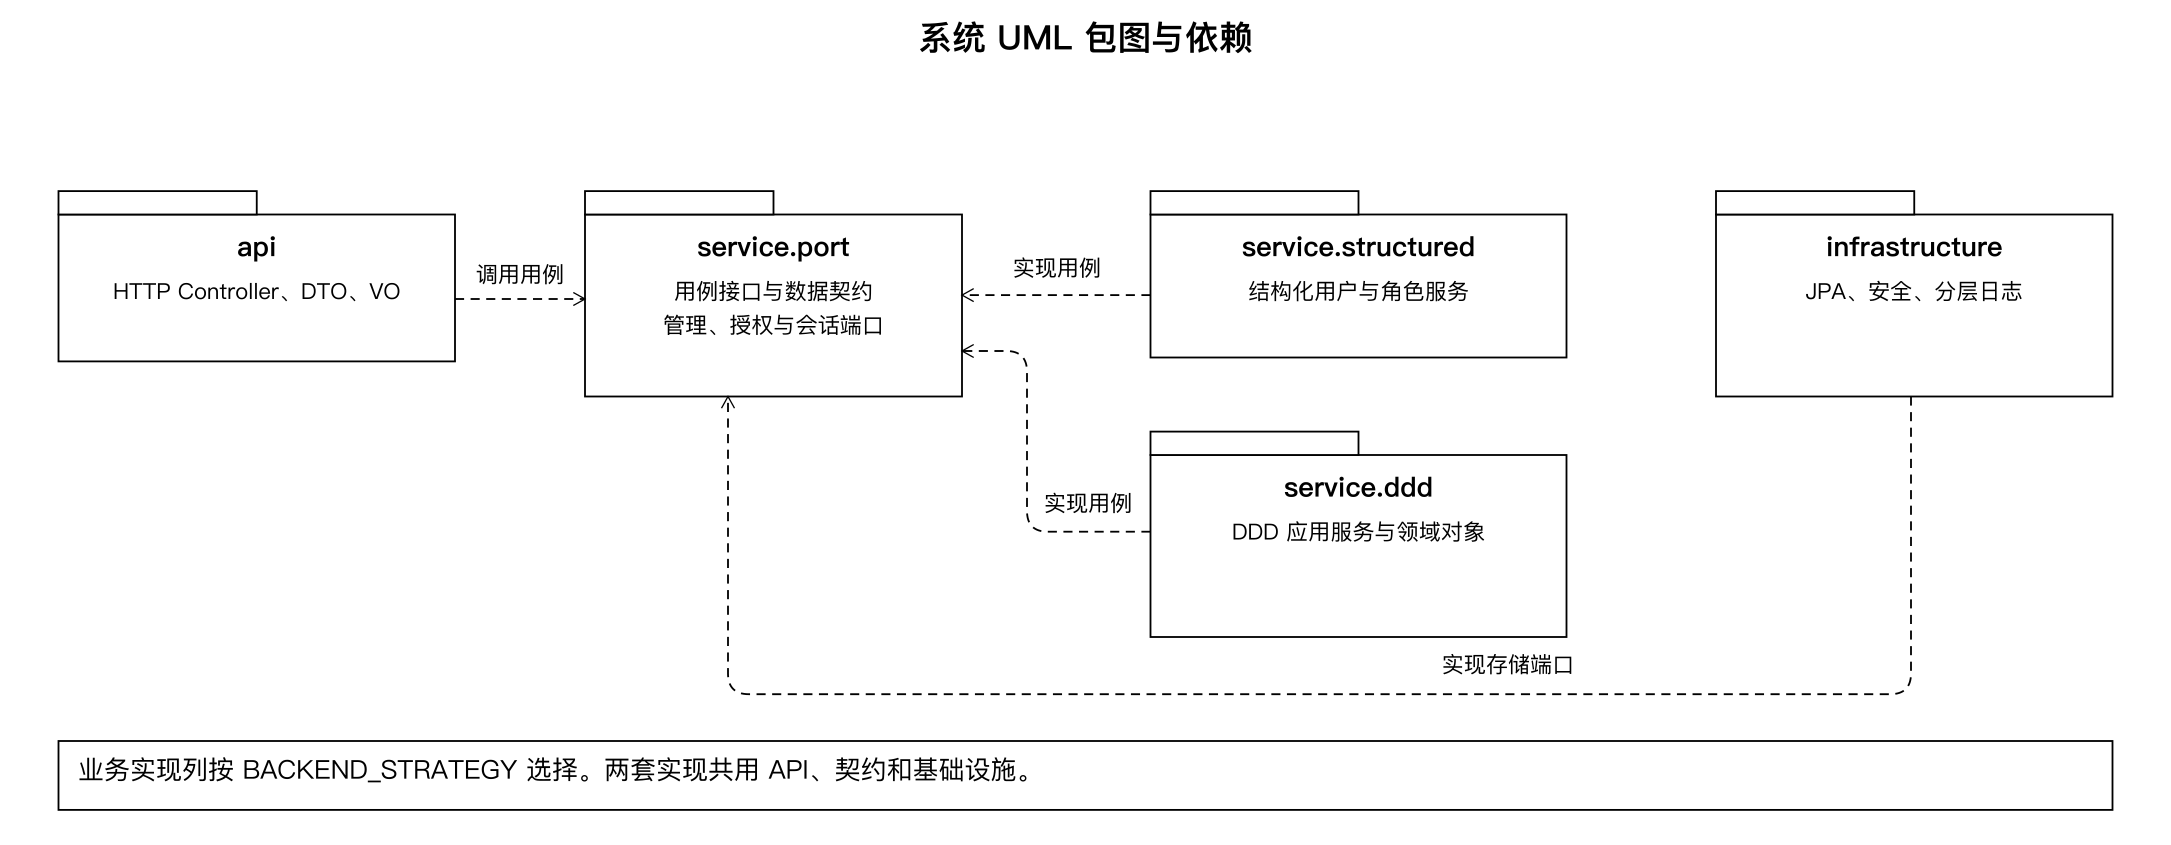 系统 UML 包图与依赖
api
HTTP Controller、DTO、VO
调用用例
service.port
用例接口与数据契约
管理、授权与会话端口
实现用例
service.structured
结构化用户与角色服务
infrastructure
JPA、安全、分层日志
实现用例
service.ddd
DDD 应用服务与领域对象
实现存储端口
业务实现列按 BACKEND_STRATEGY 选择。两套实现共用 API、契约和基础设施。